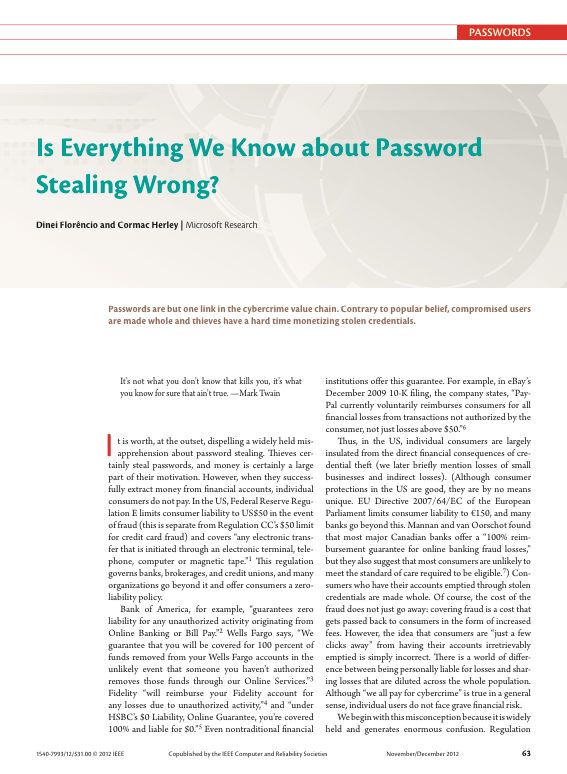 PASSWORDS
Is Everything We Know about Password
Stealing Wrong?
Dinei Florêncio and Cormac Herley | Microsoft Research
Passwords are but one link in the cybercrime value chain. Contrary to popular belief, compromised users
are made whole and thieves have a hard time monetizing stolen credentials.
It's not what you don't know that kills you, it's what
you know for sure that ain't true. —Mark Twain
It is worth, at the outset, dispelling a widely held mis-
apprehension about password stealing. Thieves cer-
tainly steal passwords, and money is certainly a large
part of their motivation. However, when they success-
fully extract money from financial accounts, individual
consumers do not pay. In the US, Federal Reserve Regu-
lation E limits consumer liability to US$50 in the event
of fraud (this is separate from Regulation CC's $50 limit
for credit card fraud) and covers "any electronic trans-
fer that is initiated through an electronic terminal, tele-
phone, computer or magnetic tape."1 This regulation
governs banks, brokerages, and credit unions, and many
organizations go beyond it and offer consumers a zero-
liability policy.
Bank of America, for example, "guarantees zero
liability for any unauthorized activity originating from
Online Banking or Bill Pay."2 Wells Fargo says, "We
guarantee that you will be covered for 100 percent of
funds removed from your Wells Fargo accounts in the
unlikely event that someone you haven't authorized
removes those funds through our Online Services."3
Fidelity "will reimburse your Fidelity account for
any losses due to unauthorized activity,"4 and "under
HSBC's $0 Liability, Online Guarantee, you're covered
100% and liable for $0."5 Even nontraditional financial
institutions offer this guarantee. For example, in eBay's
December 2009 10-K filing, the company states, "Pay-
Pal currently voluntarily reimburses consumers for all
financial losses from transactions not authorized by the
consumer, not just losses above $50."6
Thus, in the US, individual consumers are largely
insulated from the direct financial consequences of cre-
dential theft (we later briefly mention losses of small
businesses and indirect losses). (Although consumer
protections in the US are good, they are by no means
unique. EU Directive 2007/64/EC of the European
Parliament limits consumer liability to €150, and many
banks go beyond this. Mannan and van Oorschot found
that most major Canadian banks offer a "100% reim-
bursement guarantee for online banking fraud losses,"
but they also suggest that most consumers are unlikely to
meet the standard of care required to be eligible.7) Con-
sumers who have their accounts emptied through stolen
credentials are made whole. Of course, the cost of the
fraud does not just go away: covering fraud is a cost that
gets passed back to consumers in the form of increased
fees. However, the idea that consumers are "just a few
clicks away" from having their accounts irretrievably
emptied is simply incorrect. There is a world of differ-
ence between being personally liable for losses and shar-
ing losses that are diluted across the whole population.
Although "we all pay for cybercrime" is true in a general
sense, individual users do not face grave financial risk.
We begin with this misconception because it is widely
held and generates enormous confusion. Regulation
1540-7993/12/$31.00 © 2012 IEEE
Copublished by the IEEE Computer and Reliability Societies
November/December 2012
63